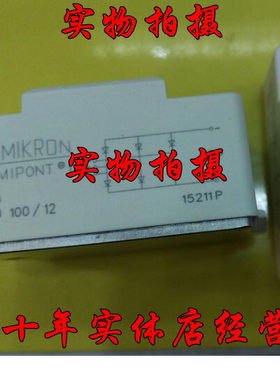 实物拍摄
MIKRON
MIPONT®
实物拍摄
100/12
15211P
十年实体店经营